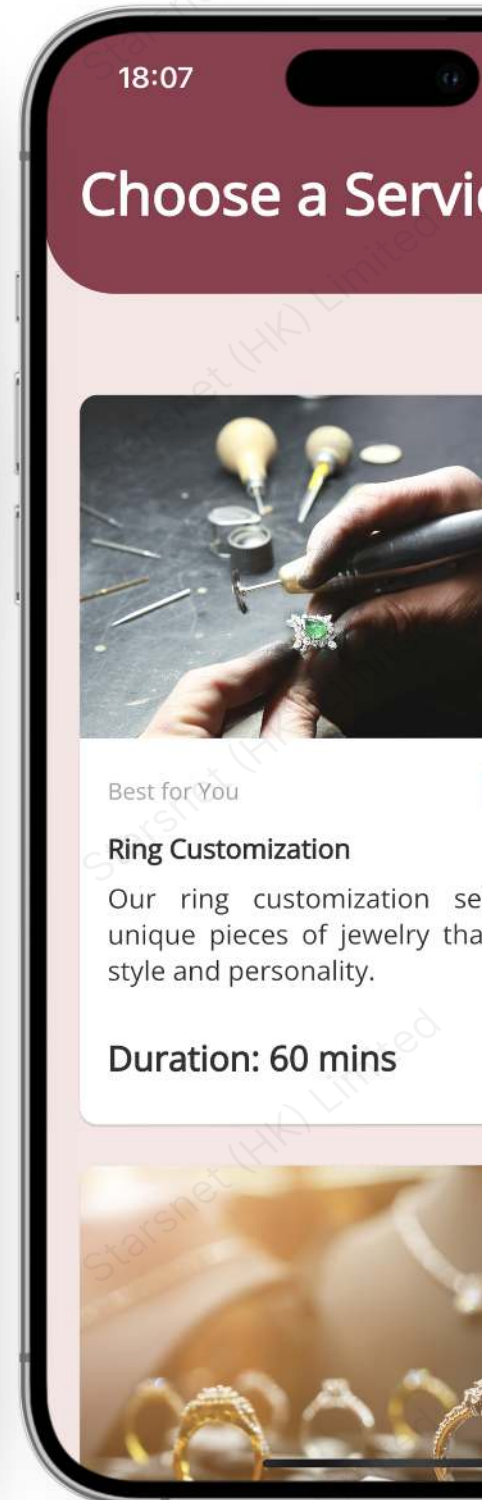 18:07
Choose a Servi
Best for You
Ring Customization
Our ring customization se
unique pieces of jewelry tha
style and personality.
Duration: 60 mins
Starsnet (HK) Limited